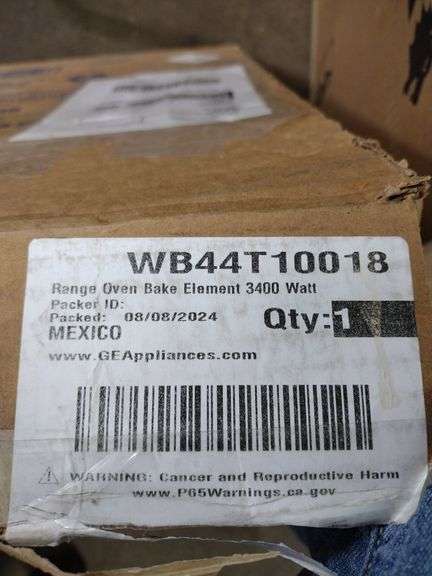 WB44T10018
Range Oven Bake Element 3400 Watt
Packer ID:
Packed: 08/08/2024 Qty:1
MEXICO
www.GEAppliances.com
⚠ WARNING: Cancer and Reproductive Harm
www.P65Warnings.ca.gov